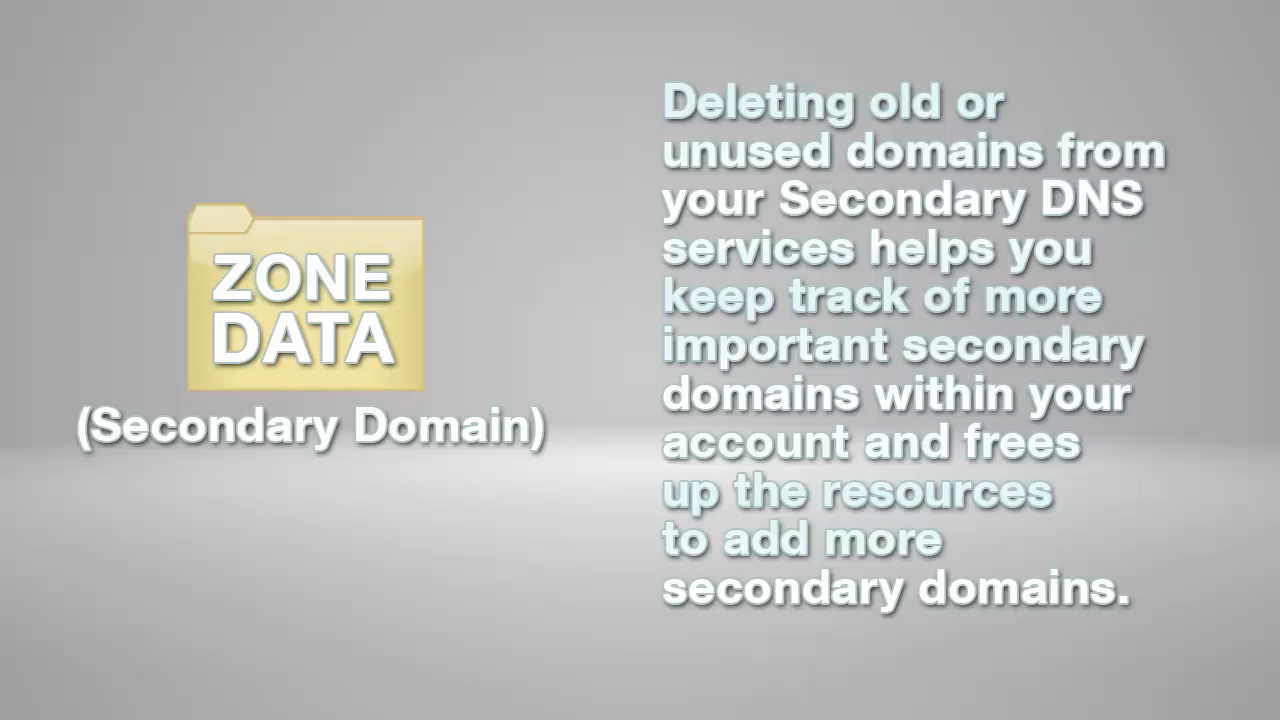 ZONE
DATA
(Secondary Domain)
Deleting old or
unused domains from
your Secondary DNS
services helps you
keep track of more
important secondary
domains within your
account and frees
up the resources
to add more
secondary domains.